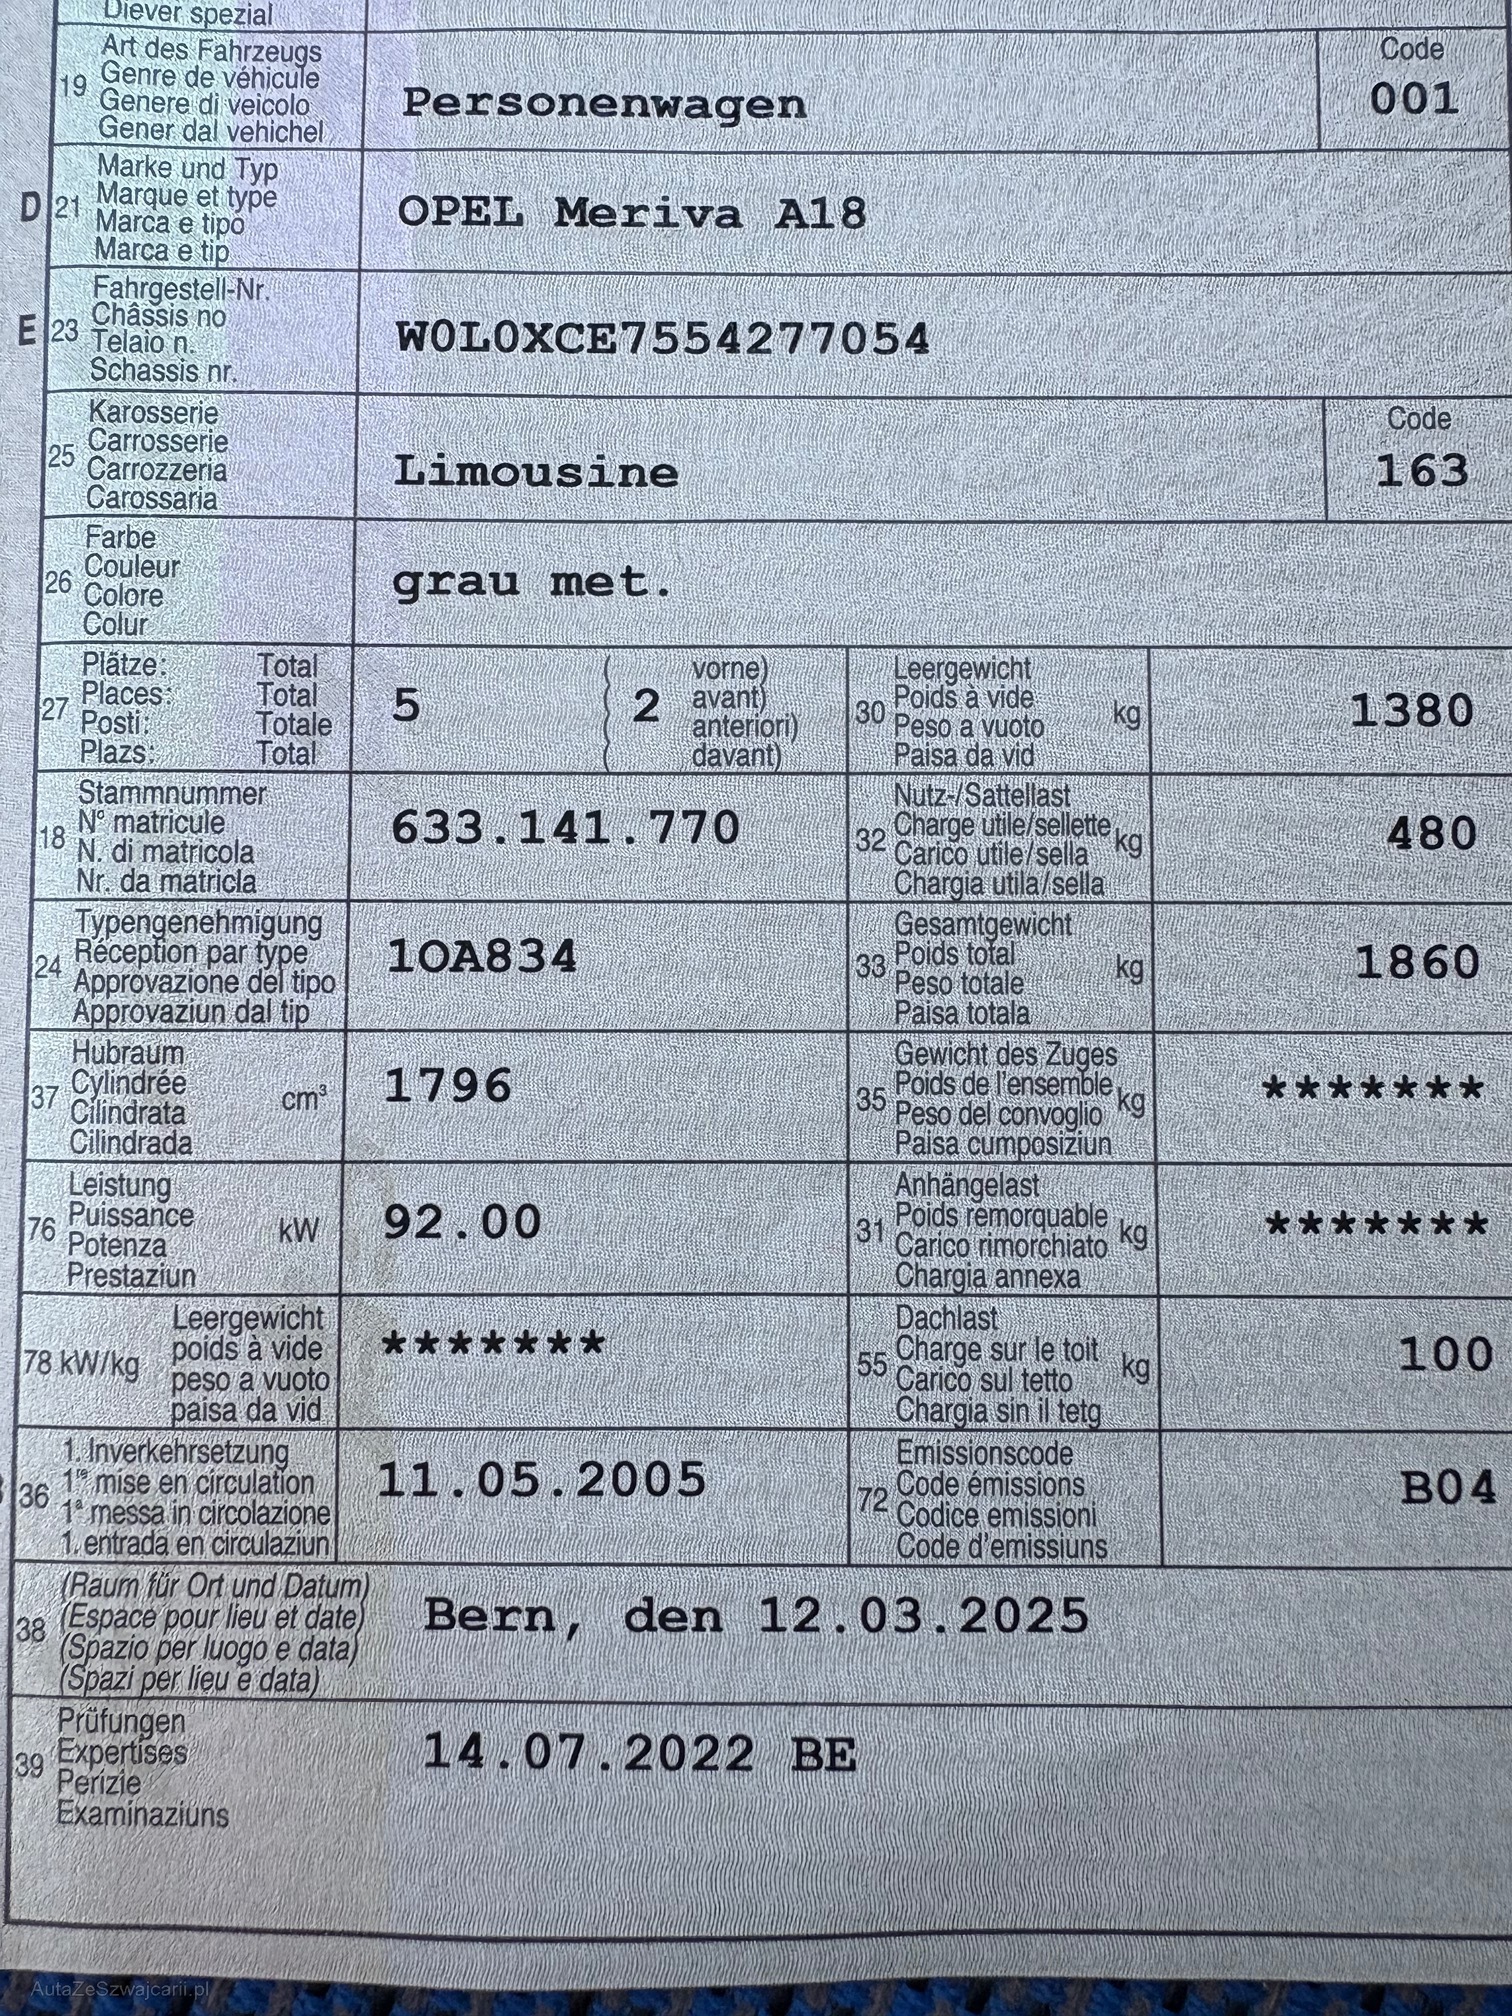 Diever spezial
19 Art des Fahrzeugs
Genre de véhicule
Genere di veicolo
Gener dal vehichel
Personenwagen
Code
001
D 21 Marke und Typ
Marque et type
Marca e tipo
Marca e tip
OPEL Meriva A18
E 23 Fahrgestell-Nr.
Châssis no
Telaio n.
Schassis nr.
W0L0XCE7554277054
25 Karosserie
Carrosserie
Carrozzeria
Carossaria
Limousine
Code
163
26 Farbe
Couleur
Colore
Colur
grau met.
27 Plätze: Total
Places: Total
Posti: Totale
Plazs: Total
5
2
vorne)
avant)
anteriori)
davant)
30 Leergewicht
Poids à vide
Peso a vuoto
Paisa da vid
kg
1380
18 Stammnummer
N° matricule
N. di matricola
Nr. da matricla
633.141.770
32 Nutz-/Sattellast
Charge utile/sellette
Carico utile/sella
Chargia utila/sella
kg
480
24 Typengenehmigung
Réception par type
Approvazione del tipo
Approvaziun dal tip
1OA834
33 Gesamtgewicht
Poids total
Peso totale
Paisa totala
kg
1860
37 Hubraum
Cylindrée
Cilindrata
Cilindrada
cm³
1796
35 Gewicht des Zuges
Poids de l'ensemble
Peso del convoglio
Paisa cumposiziun
kg
*******
76 Leistung
Puissance
Potenza
Prestaziun
kW
92.00
31 Anhängelast
Poids remorquable
Carico rimorchiato
Chargia annexa
kg
*******
78 kW/kg Leergewicht
poids à vide
peso a vuoto
paisa da vid
*******
55 Dachlast
Charge sur le toit
Carico sul tetto
Chargia sin il tetg
kg
100
36 1. Inverkehrsetzung
1re mise en circulation
1a messa in circolazione
1. entrada en circulaziun
11.05.2005
72 Emissionscode
Code émissions
Codice emissioni
Code d'emissiuns
B04
38 (Raum für Ort und Datum)
(Espace pour lieu et date)
(Spazio per luogo e data)
(Spazi per lieu e data)
Bern, den 12.03.2025
39 Prüfungen
Expertises
Perizie
Examinaziuns
14.07.2022 BE
AutaZeSzwajcarii.pl